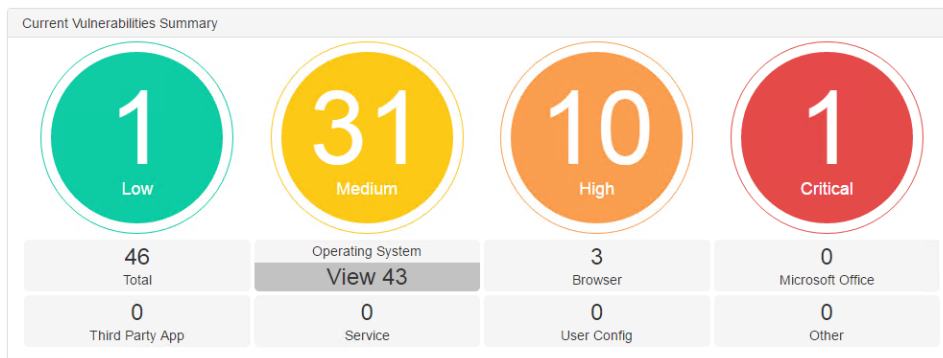 Current Vulnerabilities Summary
1
Low
31
Medium
10
High
1
Critical
46
Total
Operating System
View 43
3
Browser
0
Microsoft Office
0
Third Party App
0
Service
0
User Config
0
Other